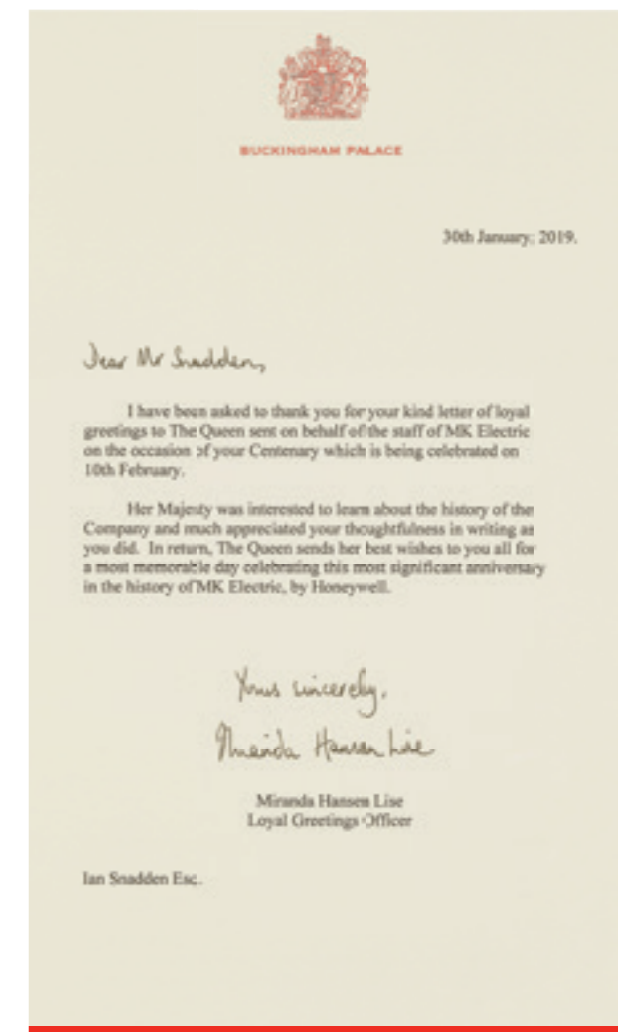 BUCKINGHAM PALACE
30th January, 2019.
Dear Mr Snadden,
I have been asked to thank you for your kind letter of loyal
greetings to The Queen sent on behalf of the staff of MK Electric
on the occasion of your Centenary which is being celebrated on
10th February.
Her Majesty was interested to learn about the history of the
Company and much appreciated your thoughtfulness in writing as
you did. In return, The Queen sends her best wishes to you all for
a most memorable day celebrating this most significant anniversary
in the history of MK Electric, by Honeywell.
Yours sincerely,
Miranda Hansen Lise
Miranda Hansen Lise
Loyal Greetings Officer
Ian Snadden Esc.